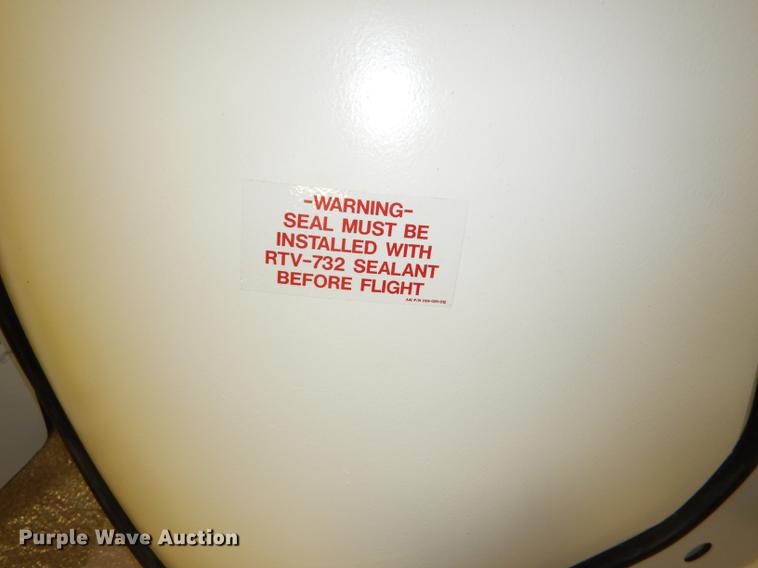 -WARNING-
SEAL MUST BE
INSTALLED WITH
RTV-732 SEALANT
BEFORE FLIGHT
Purple Wave Auction